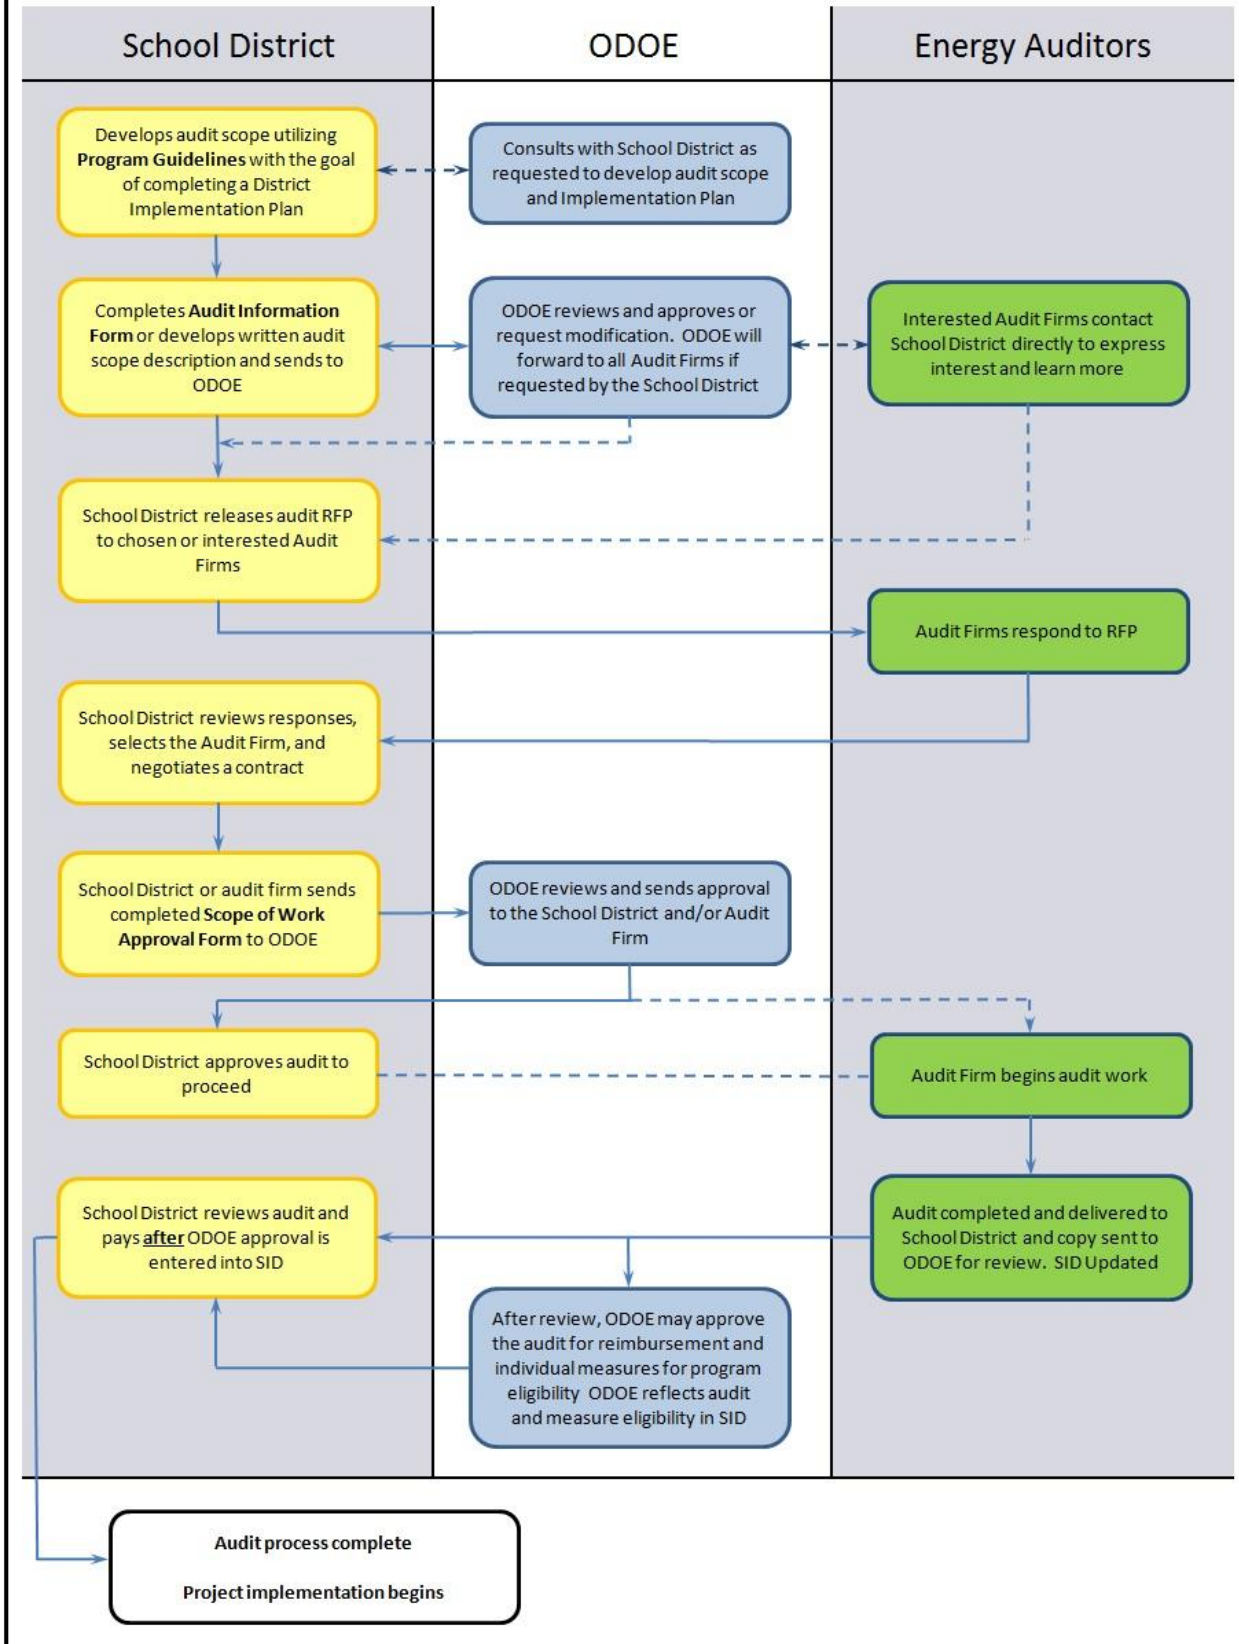 School District
ODOE
Energy Auditors
Develops audit scope utilizing
Program Guidelines with the goal
of completing a District
Implementation Plan
Consults with School District as
requested to develop audit scope
and Implementation Plan
Completes Audit Information
Form or develops written audit
scope description and sends to
ODOE
ODOE reviews and approves or
request modification. ODOE will
forward to all Audit Firms if
requested by the School District
Interested Audit Firms contact
School District directly to express
interest and learn more
School District releases audit RFP
to chosen or interested Audit
Firms
Audit Firms respond to RFP
School District reviews responses,
selects the Audit Firm, and
negotiates a contract
School District or audit firm sends
completed Scope of Work
Approval Form to ODOE
ODOE reviews and sends approval
to the School District and/or Audit
Firm
School District approves audit to
proceed
Audit Firm begins audit work
School District reviews audit and
pays after ODOE approval is
entered into SID
Audit completed and delivered to
School District and copy sent to
ODOE for review. SID Updated
After review, ODOE may approve
the audit for reimbursement and
individual measures for program
eligibility ODOE reflects audit
and measure eligibility in SID
Audit process complete
Project implementation begins